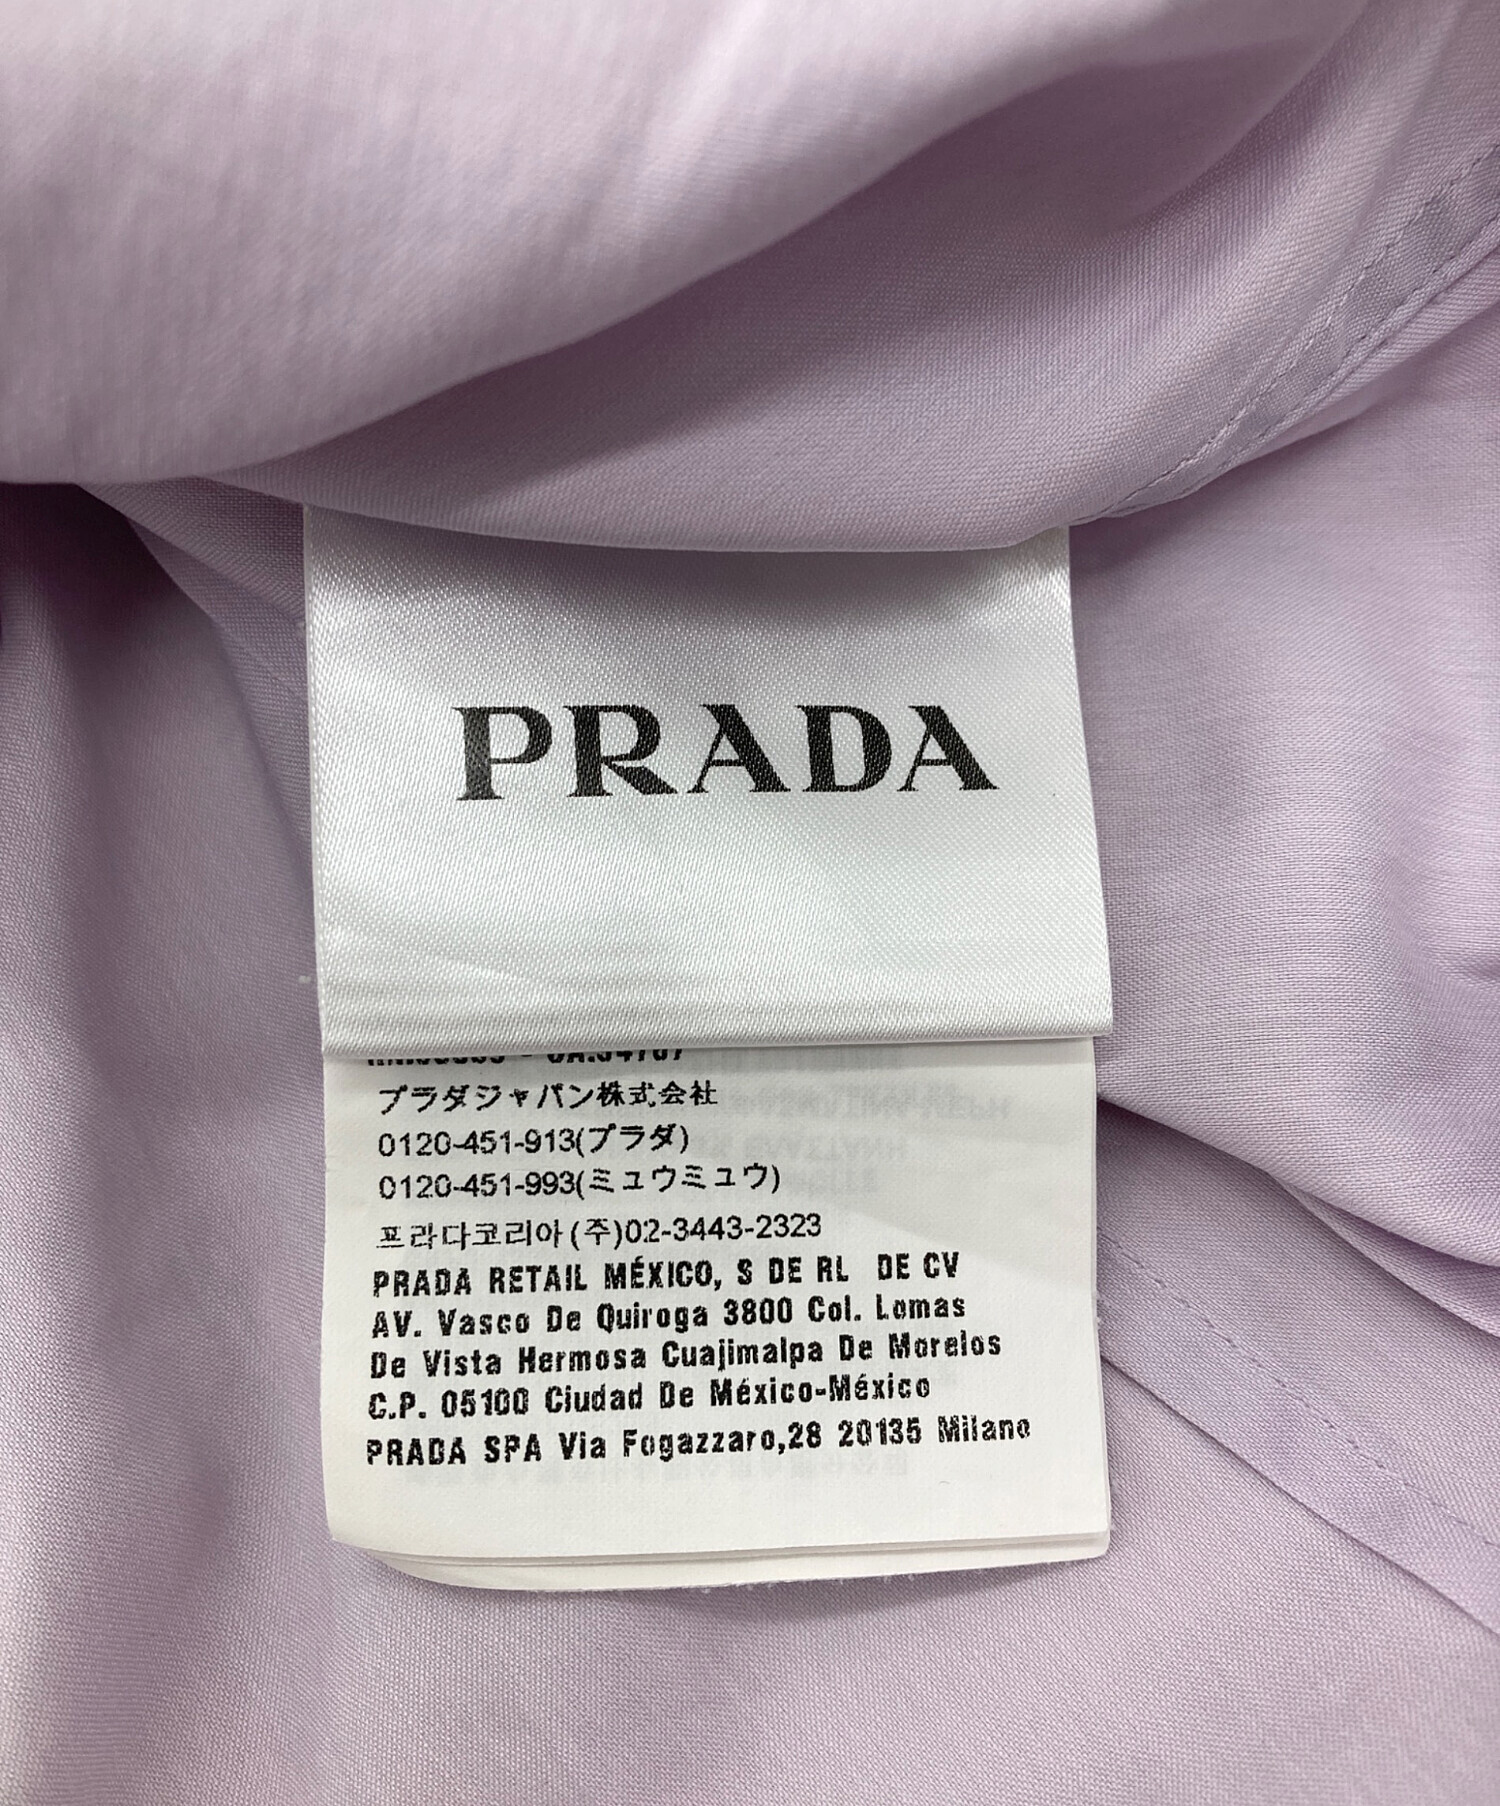 PRADA
プラダジャパン株式会社
0120-451-913(プラダ)
0120-451-993(ミュウミュウ)
프라다코리아(주)02-3443-2323
PRADA RETAIL MÉXICO, S DE RL DE CV
AV. Vasco De Quiroga 3800 Col. Lomas
De Vista Hermosa Cuajimalpa De Morelos
C.P. 05100 Ciudad De México-México
PRADA SPA Via Fogazzaro,28 20135 Milano